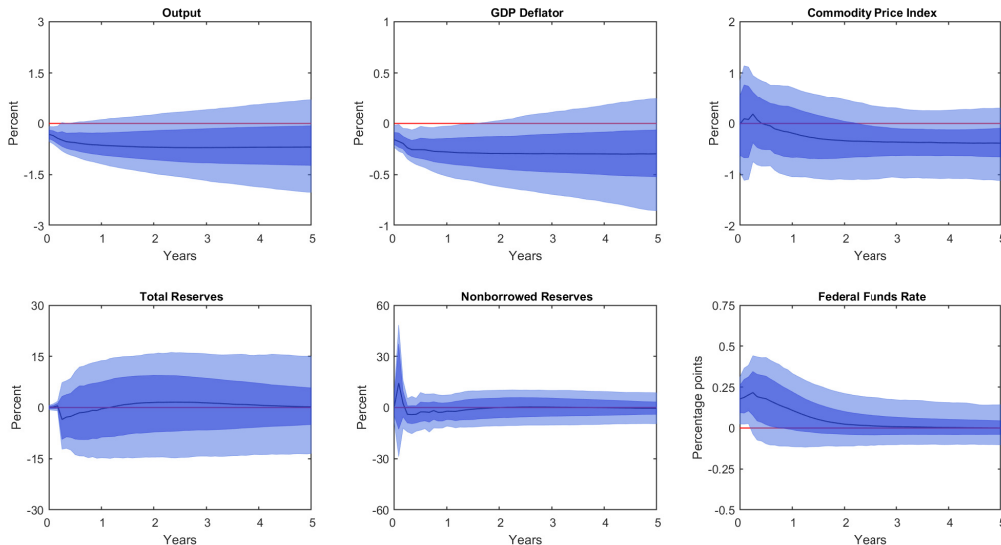 Output
GDP Deflator
Commodity Price Index
3
1.5
0
-1.5
-3
Percent
0 1 2 3 4 5
Years
1
0.5
0
-0.5
-1
Percent
0 1 2 3 4 5
Years
2
1
0
-1
-2
Percent
0 1 2 3 4 5
Years
Total Reserves
Nonborrowed Reserves
Federal Funds Rate
30
15
0
-15
-30
Percent
0 1 2 3 4 5
Years
60
30
0
-30
-60
Percent
0 1 2 3 4 5
Years
0.75
0.5
0.25
0
-0.25
-0.5
Percentage points
0 1 2 3 4 5
Years